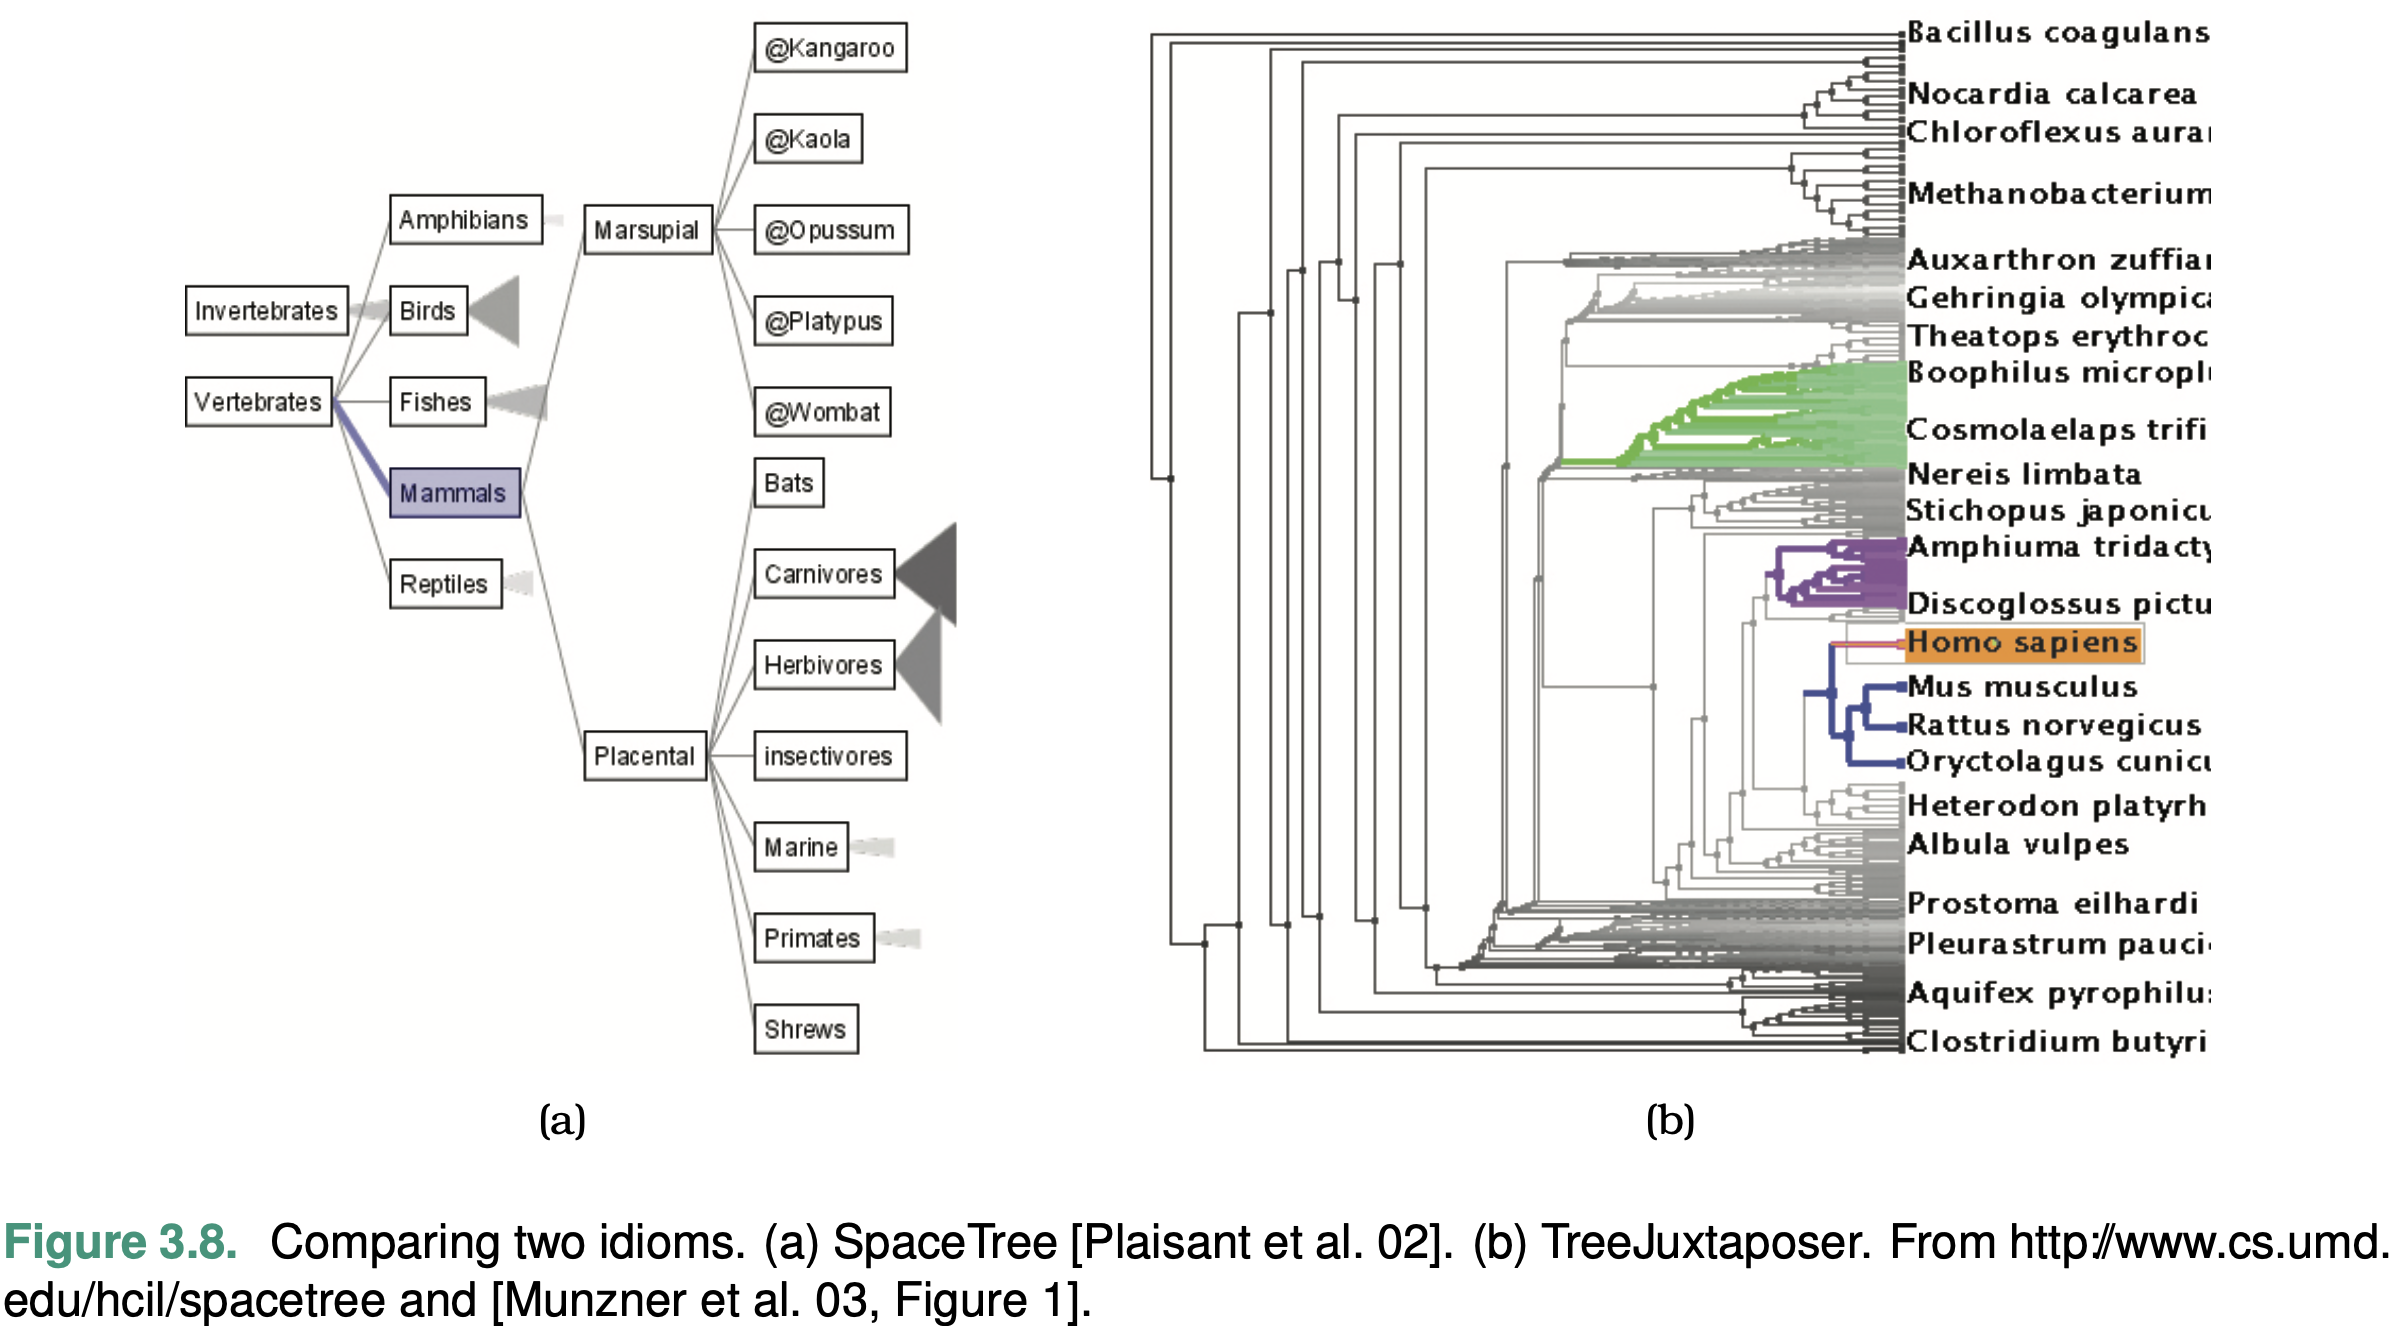 @Kangaroo
@Kaola
Amphibians
Marsupial
@Opussum
Invertebrates
Birds
@Platypus
Vertebrates
Fishes
@Wombat
Mammals
Bats
Reptiles
Carnivores
Herbivores
Placental
insectivores
Marine
Primates
Shrews
(a)
Bacillus coagulans
Nocardia calcarea
Chloroflexus aura
Methanobacterium
Auxarthron zuffia
Gehringia olympica
Theatops erythroc
Boophilus micropl
Cosmolaelaps trifi
Nereis limbata
Stichopus japonicu
Amphiuma tridacty
Discoglossus pictu
Homo sapiens
Mus musculus
Rattus norvegicus
Oryctolagus cunicu
Heterodon platyrh
Albula vulpes
Prostoma eilhardi
Pleurastrum pauci
Aquifex pyrophilus
Clostridium butyri
(b)
Figure 3.8. Comparing two idioms. (a) SpaceTree [Plaisant et al. 02]. (b) TreeJuxtaposer. From http://www.cs.umd.
edu/hcil/spacetree and [Munzner et al. 03, Figure 1].